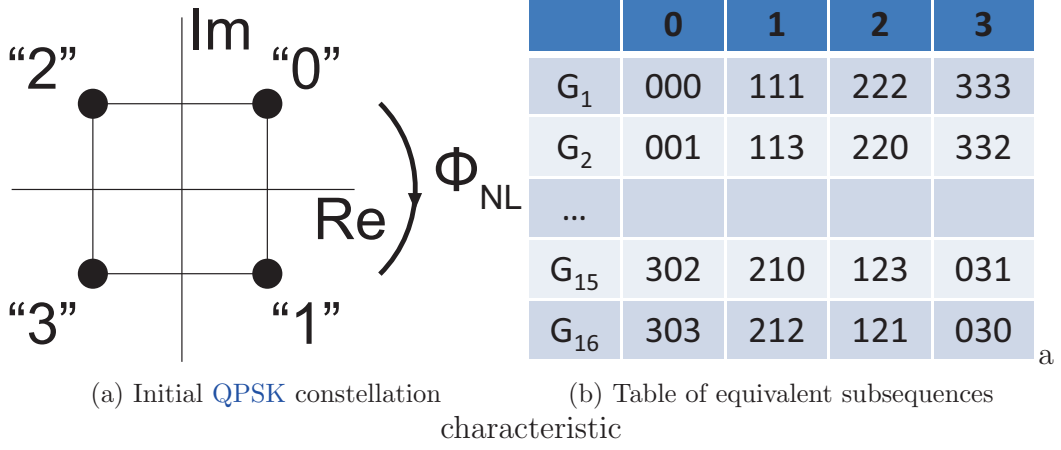 Im
“2” “0”
Φ NL
Re
“3” “1”
0 1 2 3
G1 000 111 222 333
G2 001 113 220 332
...
G15 302 210 123 031
G16 303 212 121 030
a
(a) Initial QPSK constellation
(b) Table of equivalent subsequences
characteristic